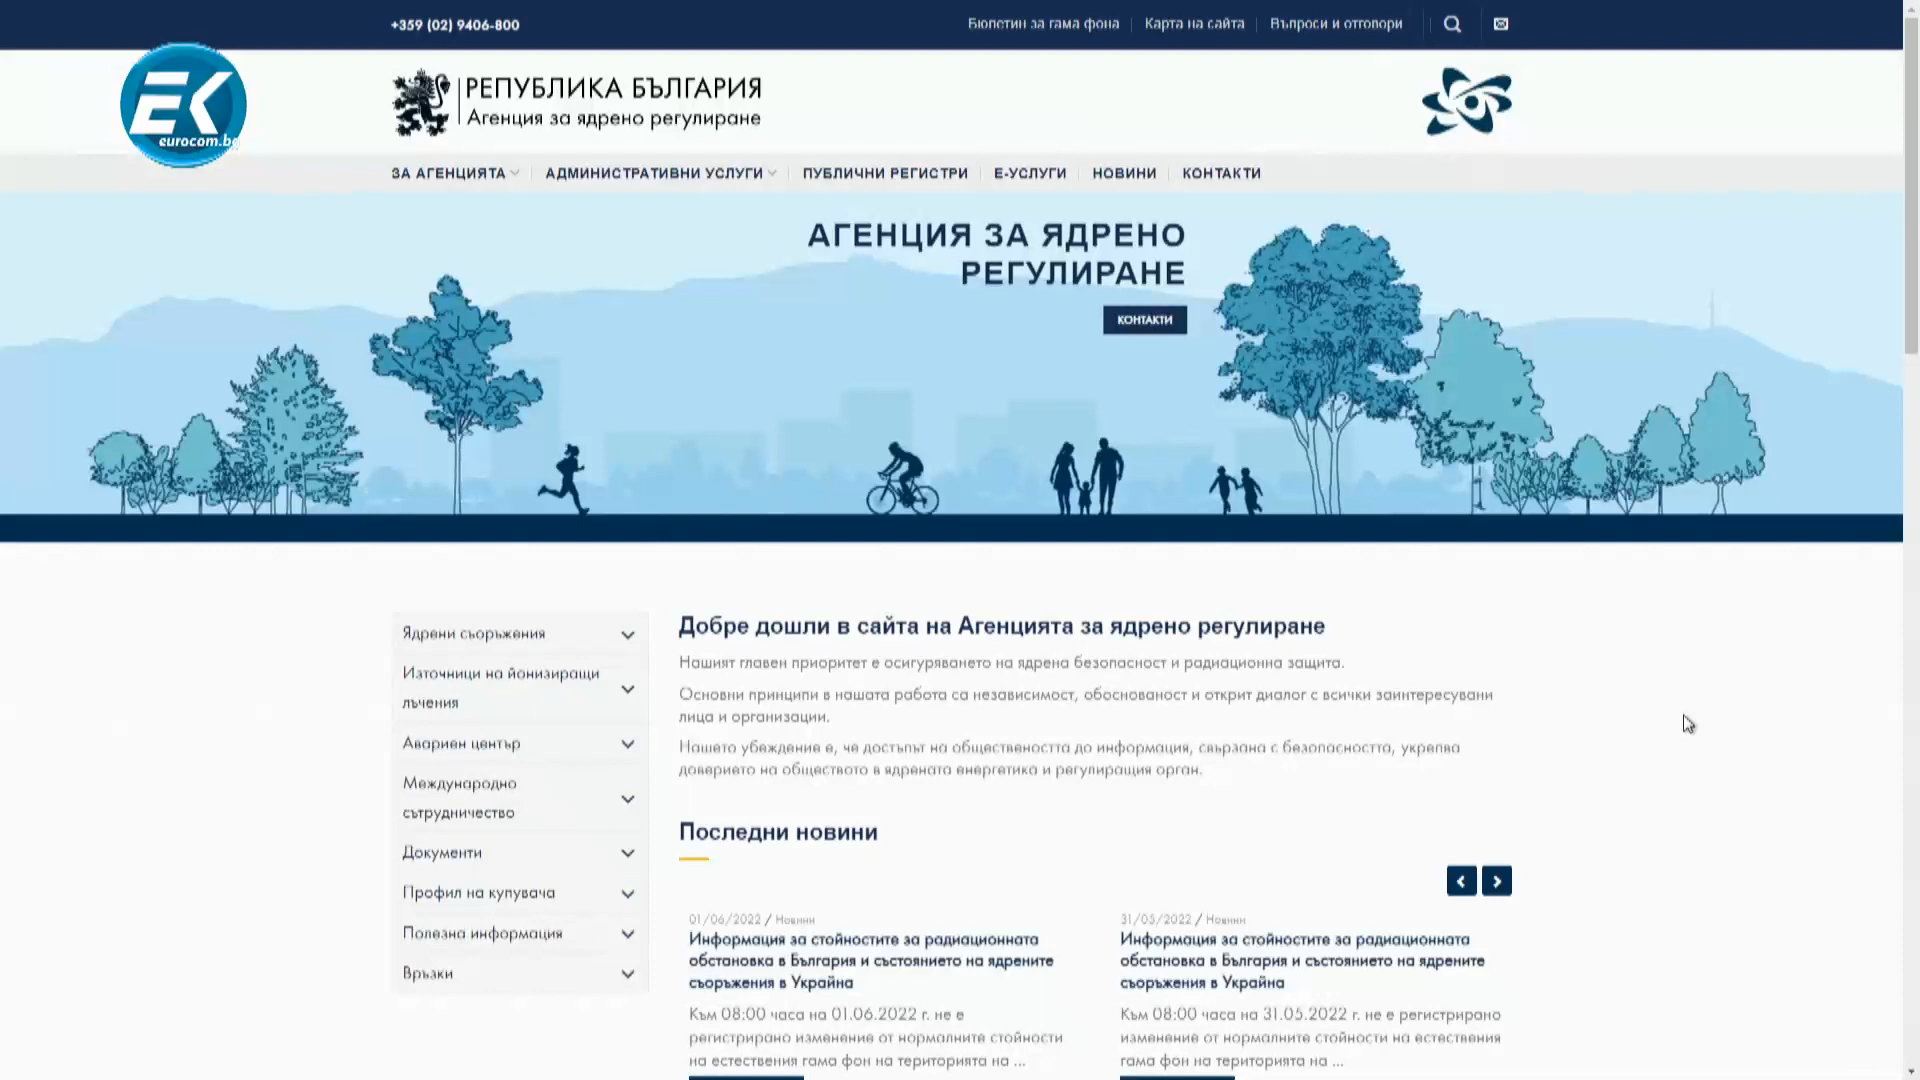 +359 (02) 9406-800
Бюлетин за гама фона
Карта на сайта
Въпроси и отговори
EK
eurocom.bg
РЕПУБЛИКА БЪЛГАРИЯ
Агенция за ядрено регулиране
ЗА АГЕНЦИЯТА
АДМИНИСТРАТИВНИ УСЛУГИ
ПУБЛИЧНИ РЕГИСТРИ
Е-УСЛУГИ
НОВИНИ
КОНТАКТИ
АГЕНЦИЯ ЗА ЯДРЕНО
РЕГУЛИРАНЕ
КОНТАКТИ
Ядрени съоръжения
Източници на йонизиращи
лъчения
Авариен център
Международно
сътрудничество
Документи
Профил на купувача
Полезна информация
Връзки
Добре дошли в сайта на Агенцията за ядрено регулиране
Нашият главен приоритет е осигуряването на ядрена безопасност и радиационна защита.
Основни принципи в нашата работа са независимост, обоснованост и открит диалог с всички заинтересувани
лица и организации.
Нашето убеждение е, че достъпът на обществеността до информация, свързана с безопасността, укрепва
доверието на обществото в ядрената енергетика и регулиращия орган.
Последни новини
01/06/2022 / Новини
Информация за стойностите за радиационната
обстановка в България и състоянието на ядрените
съоръжения в Украйна
Към 08:00 часа на 01.06.2022 г. не е
регистрирано изменение от нормалните стойности
на естествения гама фон на територията на ...
31/05/2022 / Новини
Информация за стойностите за радиационната
обстановка в България и състоянието на ядрените
съоръжения в Украйна
Към 08:00 часа на 31.05.2022 г. не е регистрирано
изменение от нормалните стойности на естествения
гама фон на територията на ...